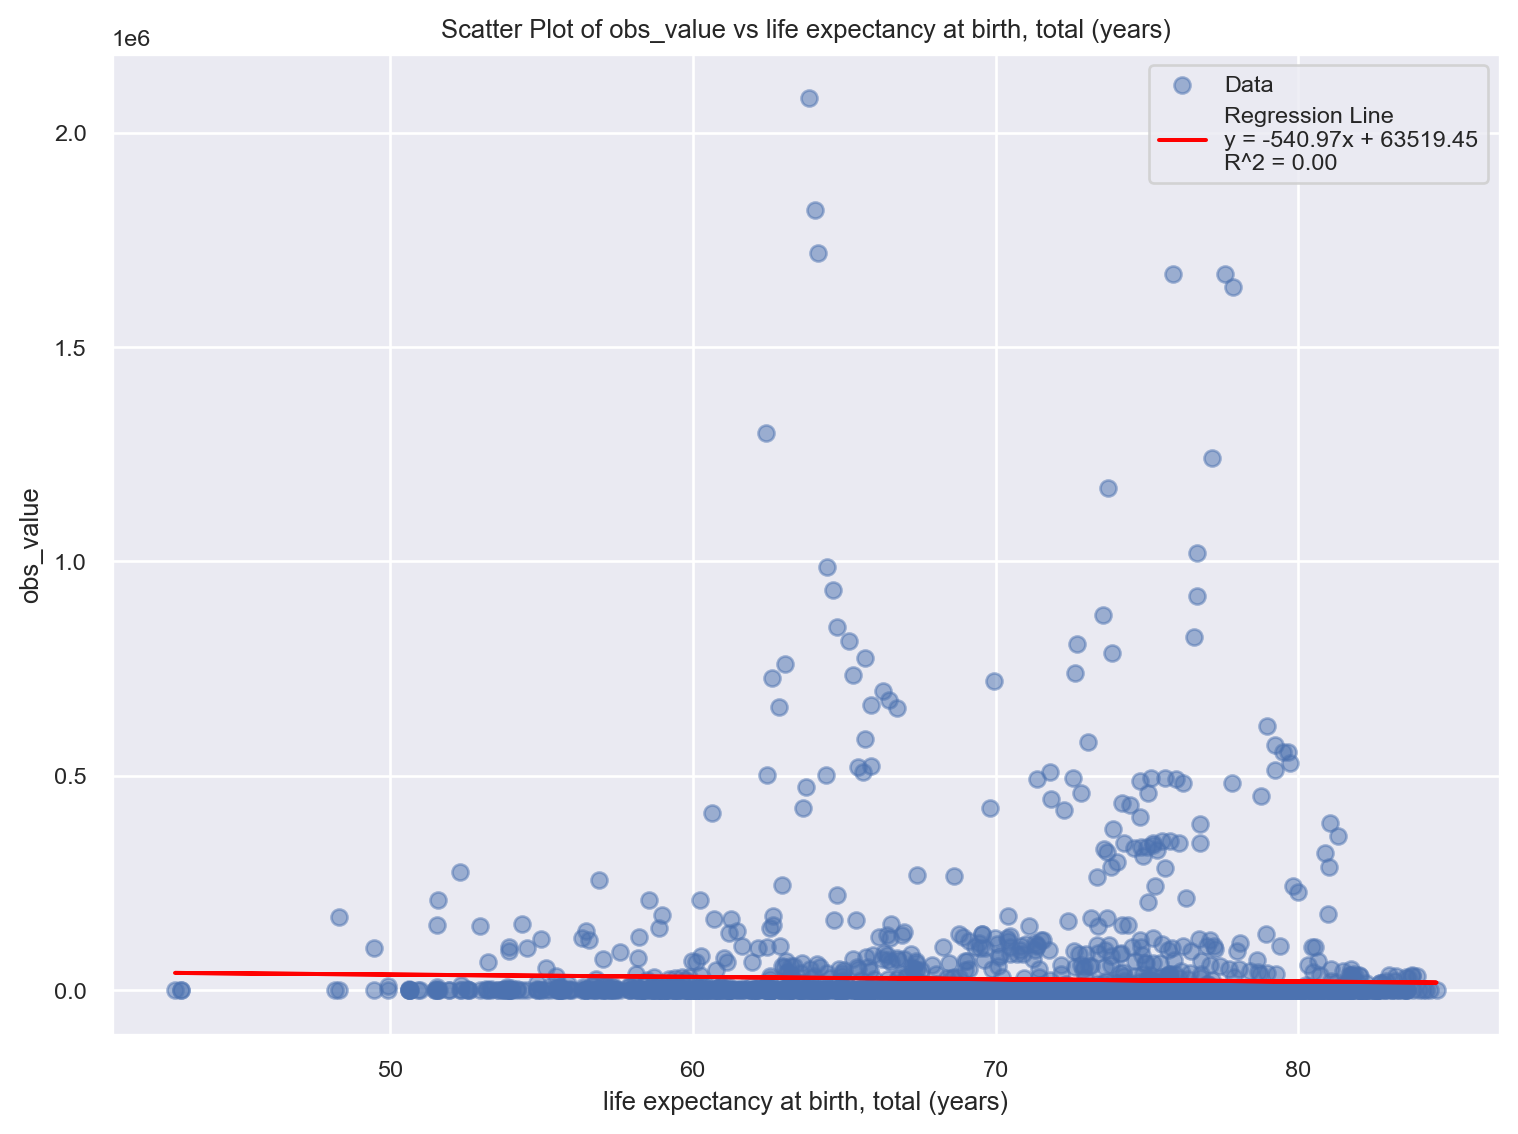 Scatter Plot of obs_value vs life expectancy at birth, total (years)
1e6
Data
Regression Line
y = -540.97x + 63519.45
R^2 = 0.00
2.0
1.5
1.0
0.5
0.0
obs_value
50 60 70 80
life expectancy at birth, total (years)